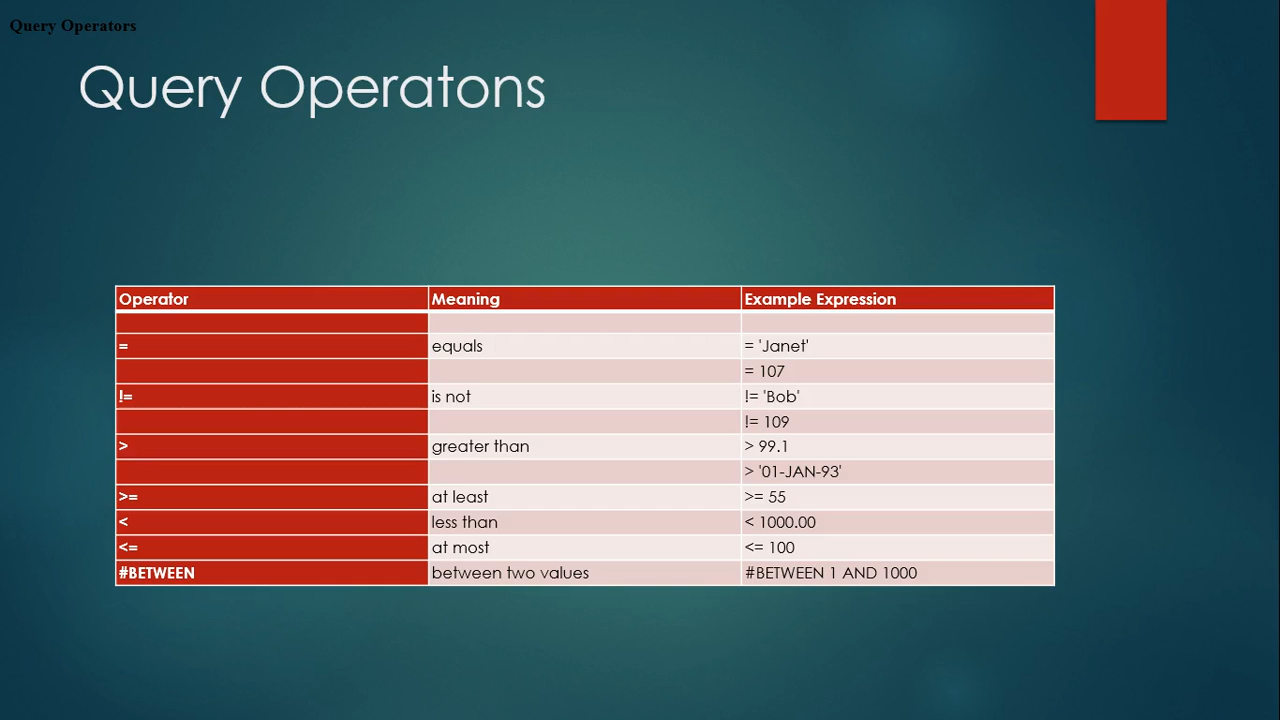 Query Operators
Query Operatons
Operator Meaning Example Expression
= equals = 'Janet'
= 107
!= is not != 'Bob'
!= 109
> greater than > 99.1
> '01-JAN-93'
>= at least >= 55
< less than < 1000.00
<= at most <= 100
#BETWEEN between two values #BETWEEN 1 AND 1000